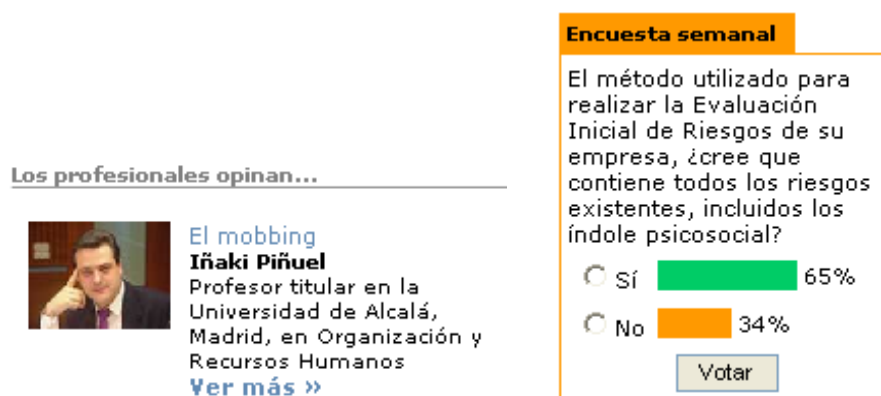 Los profesionales opinan...
El mobbing
Iñaki Piñuel
Profesor titular en la
Universidad de Alcalá,
Madrid, en Organización y
Recursos Humanos
Ver más »
Encuesta semanal
El método utilizado para
realizar la Evaluación
Inicial de Riesgos de su
empresa, ¿cree que
contiene todos los riesgos
existentes, incluidos los
índole psicosocial?
Sí 65%
No 34%
Votar